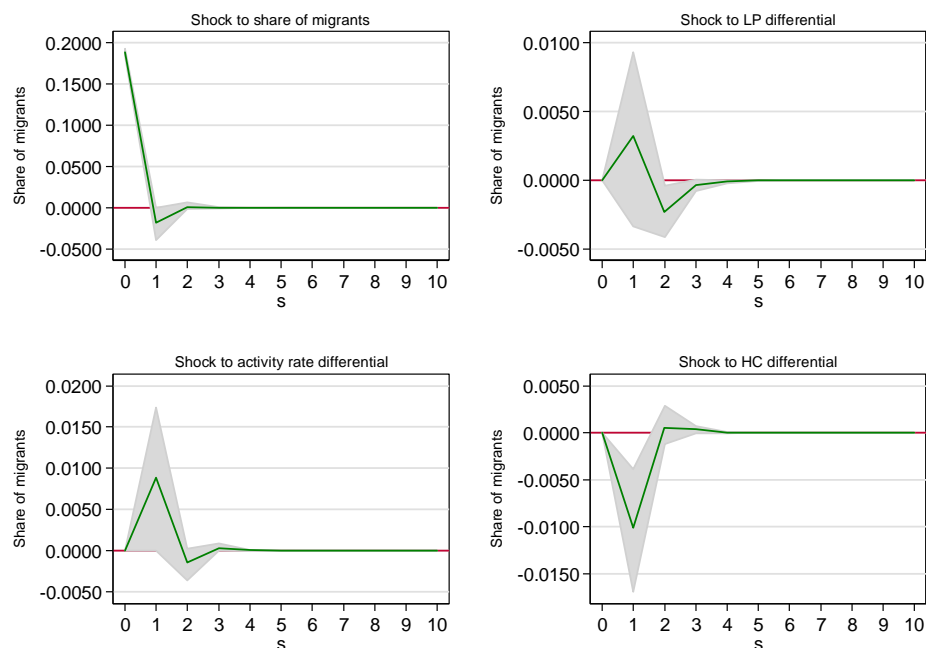 Shock to share of migrants
Share of migrants
0.2000
0.1500
0.1000
0.0500
0.0000
-0.0500
0 1 2 3 4 5 6 7 8 9 10
s
Shock to LP differential
Share of migrants
0.0100
0.0050
0.0000
-0.0050
0 1 2 3 4 5 6 7 8 9 10
s
Shock to activity rate differential
Share of migrants
0.0200
0.0150
0.0100
0.0050
0.0000
-0.0050
0 1 2 3 4 5 6 7 8 9 10
s
Shock to HC differential
Share of migrants
0.0050
0.0000
-0.0050
-0.0100
-0.0150
0 1 2 3 4 5 6 7 8 9 10
s